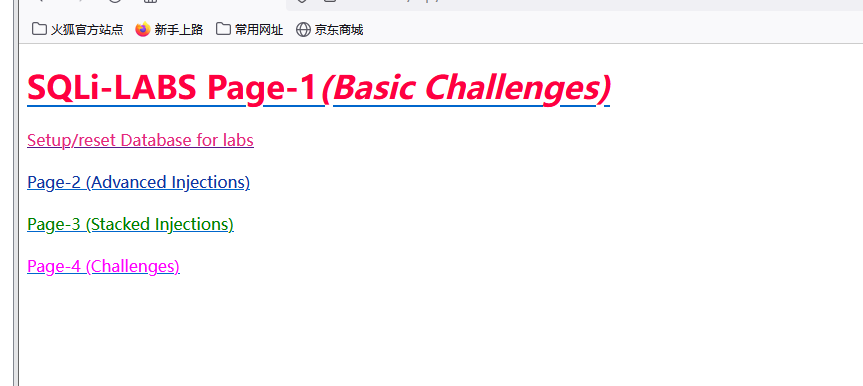 火狐官方站点 新手上路 常用网址 京东商城
SQLi-LABS Page-1(Basic Challenges)
Setup/reset Database for labs
Page-2 (Advanced Injections)
Page-3 (Stacked Injections)
Page-4 (Challenges)